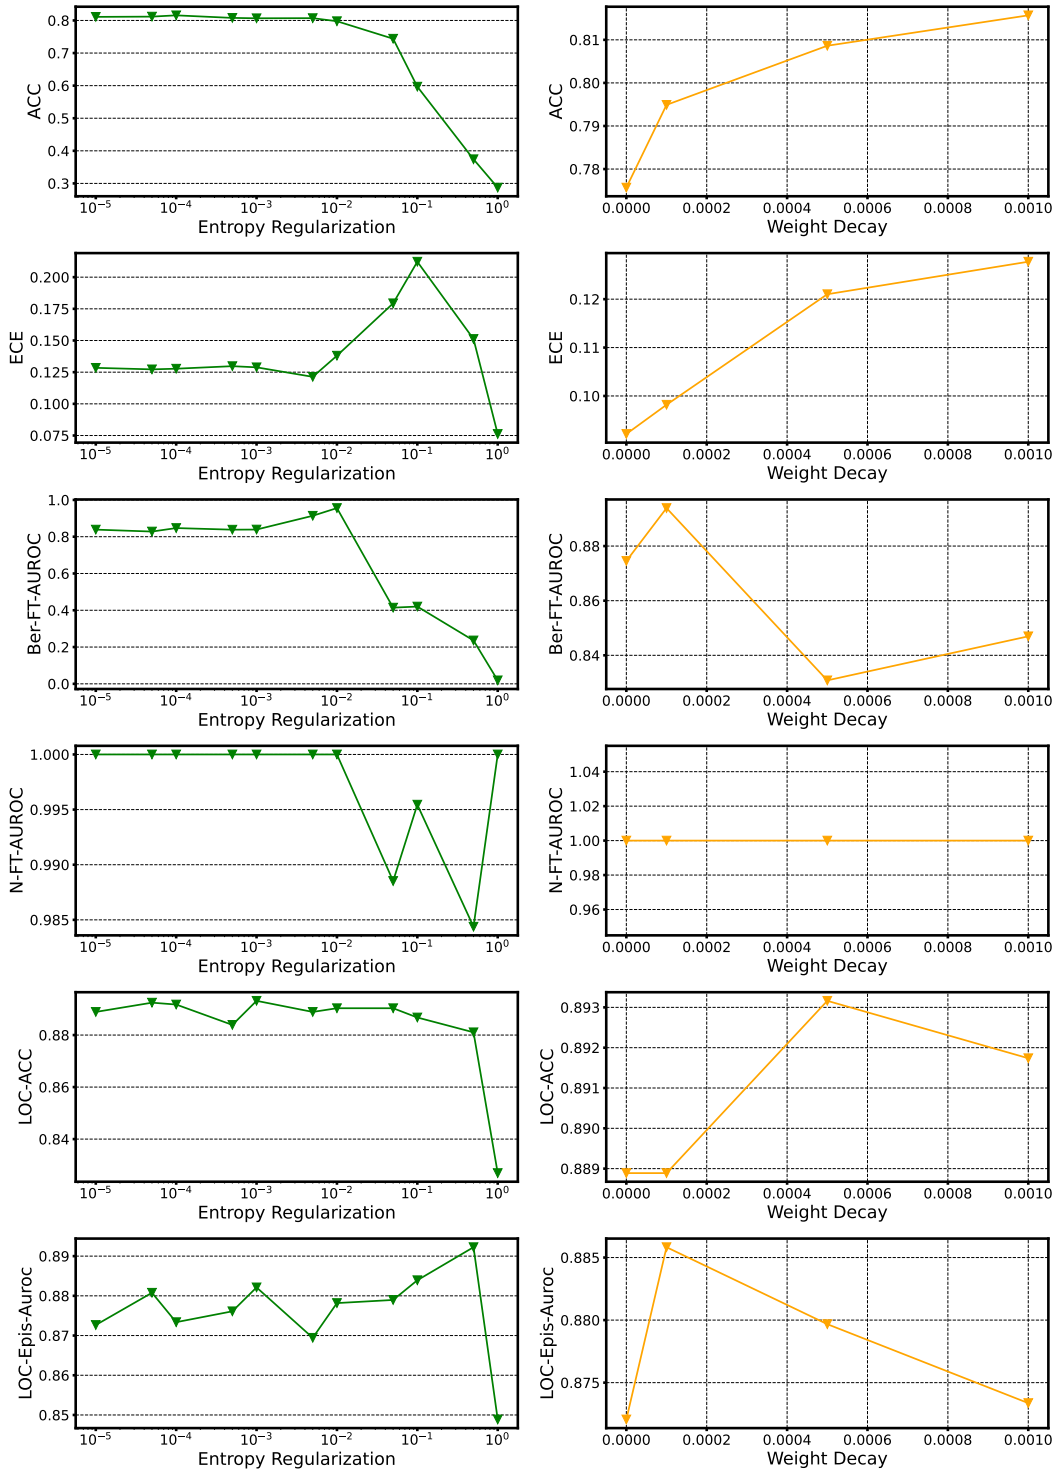 0.8
0.7
0.6
0.5
0.4
0.3
ACC
10⁻⁵ 10⁻⁴ 10⁻³ 10⁻² 10⁻¹ 10⁰
Entropy Regularization
0.81
0.80
0.79
0.78
ACC
0.0000 0.0002 0.0004 0.0006 0.0008 0.0010
Weight Decay
0.200
0.175
0.150
0.125
0.100
0.075
ECE
10⁻⁵ 10⁻⁴ 10⁻³ 10⁻² 10⁻¹ 10⁰
Entropy Regularization
0.12
0.11
0.10
ECE
0.0000 0.0002 0.0004 0.0006 0.0008 0.0010
Weight Decay
1.0
0.8
0.6
0.4
0.2
0.0
Ber-FT-AUROC
10⁻⁵ 10⁻⁴ 10⁻³ 10⁻² 10⁻¹ 10⁰
Entropy Regularization
0.88
0.86
0.84
Ber-FT-AUROC
0.0000 0.0002 0.0004 0.0006 0.0008 0.0010
Weight Decay
1.000
0.995
0.990
0.985
N-FT-AUROC
10⁻⁵ 10⁻⁴ 10⁻³ 10⁻² 10⁻¹ 10⁰
Entropy Regularization
1.04
1.02
1.00
0.98
0.96
N-FT-AUROC
0.0000 0.0002 0.0004 0.0006 0.0008 0.0010
Weight Decay
0.88
0.86
0.84
LOC-ACC
10⁻⁵ 10⁻⁴ 10⁻³ 10⁻² 10⁻¹ 10⁰
Entropy Regularization
0.893
0.892
0.891
0.890
0.889
LOC-ACC
0.0000 0.0002 0.0004 0.0006 0.0008 0.0010
Weight Decay
0.89
0.88
0.87
0.86
0.85
LOC-Epis-Auroc
10⁻⁵ 10⁻⁴ 10⁻³ 10⁻² 10⁻¹ 10⁰
Entropy Regularization
0.885
0.880
0.875
LOC-Epis-Auroc
0.0000 0.0002 0.0004 0.0006 0.0008 0.0010
Weight Decay